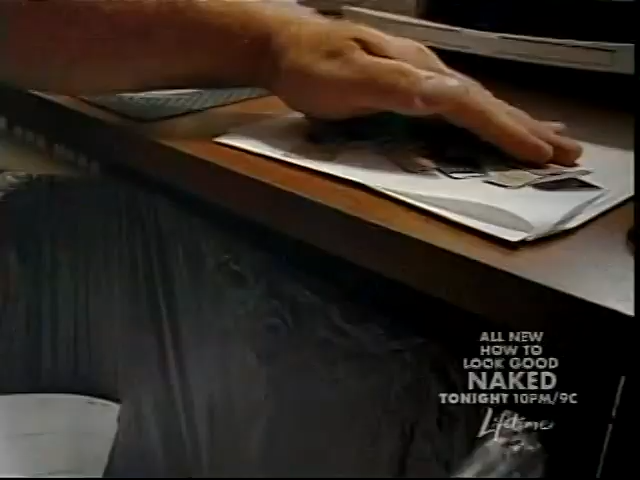 ALL NEW
HOW TO
LOOK GOOD
NAKED
TONIGHT 10PM/9C
Lifetime